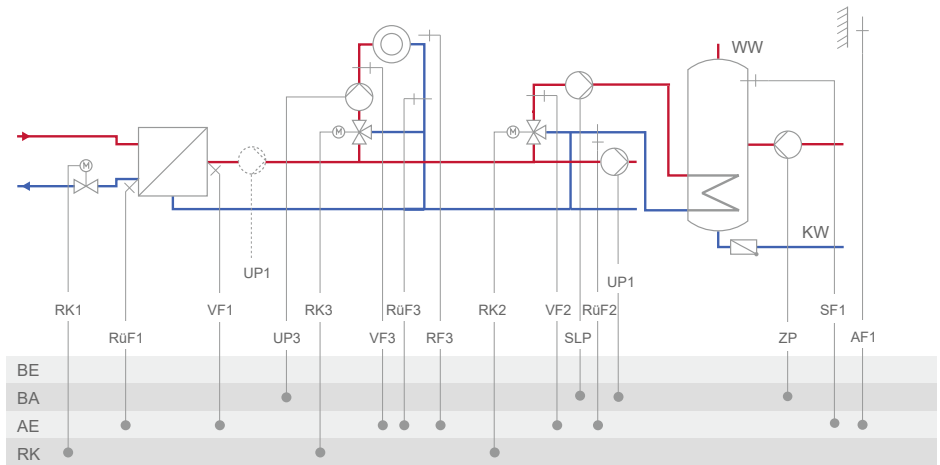 WW
M
M
M
KW
UP1
UP1
RK1
VF1
RK3
RüF3
RK2
VF2
RüF2
SF1
RüF1
UP3
VF3
RF3
SLP
ZP
AF1
BE
BA
AE
RK